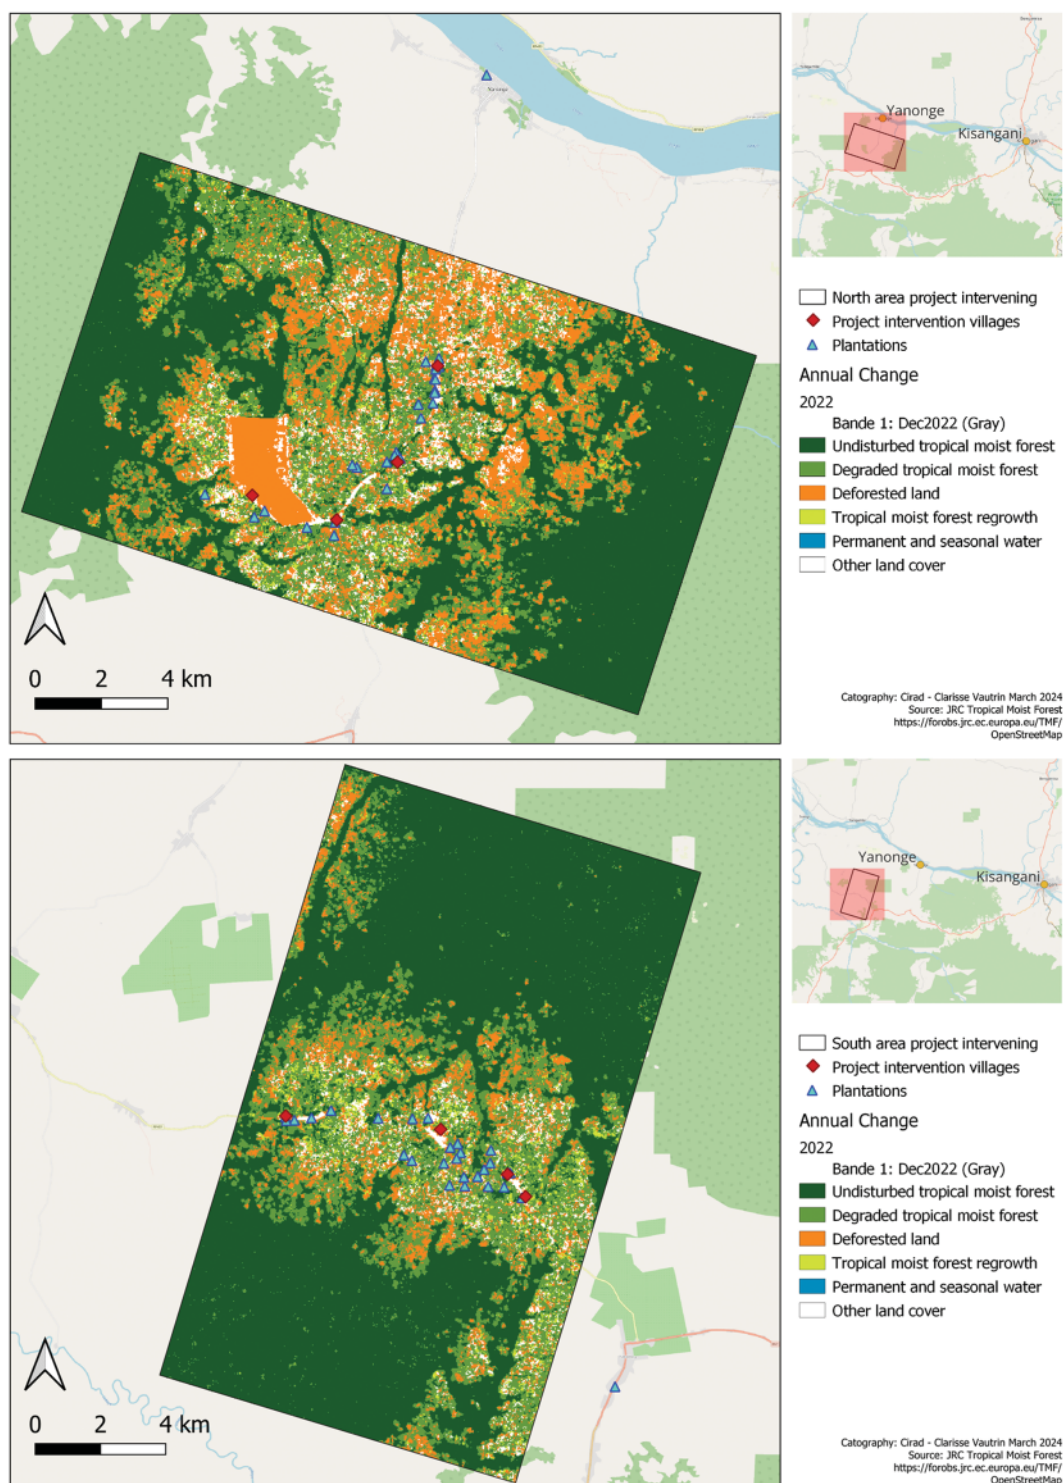 Yanonge
Kisangani
North area project intervening
Project intervention villages
Plantations
Annual Change
2022
Bande 1: Dec2022 (Gray)
Undisturbed tropical moist forest
Degraded tropical moist forest
Deforested land
Tropical moist forest regrowth
Permanent and seasonal water
Other land cover
0 2 4 km
Catography: Cirad - Clarisse Vautrin March 2024
Source: JRC Tropical Moist Forest
https://forobs.jrc.ec.europa.eu/TMF/
OpenStreetMap
Yanonge
Kisangani
South area project intervening
Project intervention villages
Plantations
Annual Change
2022
Bande 1: Dec2022 (Gray)
Undisturbed tropical moist forest
Degraded tropical moist forest
Deforested land
Tropical moist forest regrowth
Permanent and seasonal water
Other land cover
0 2 4 km
Catography: Cirad - Clarisse Vautrin March 2024
Source: JRC Tropical Moist Forest
https://forobs.jrc.ec.europa.eu/TMF/
OpenStreetMap